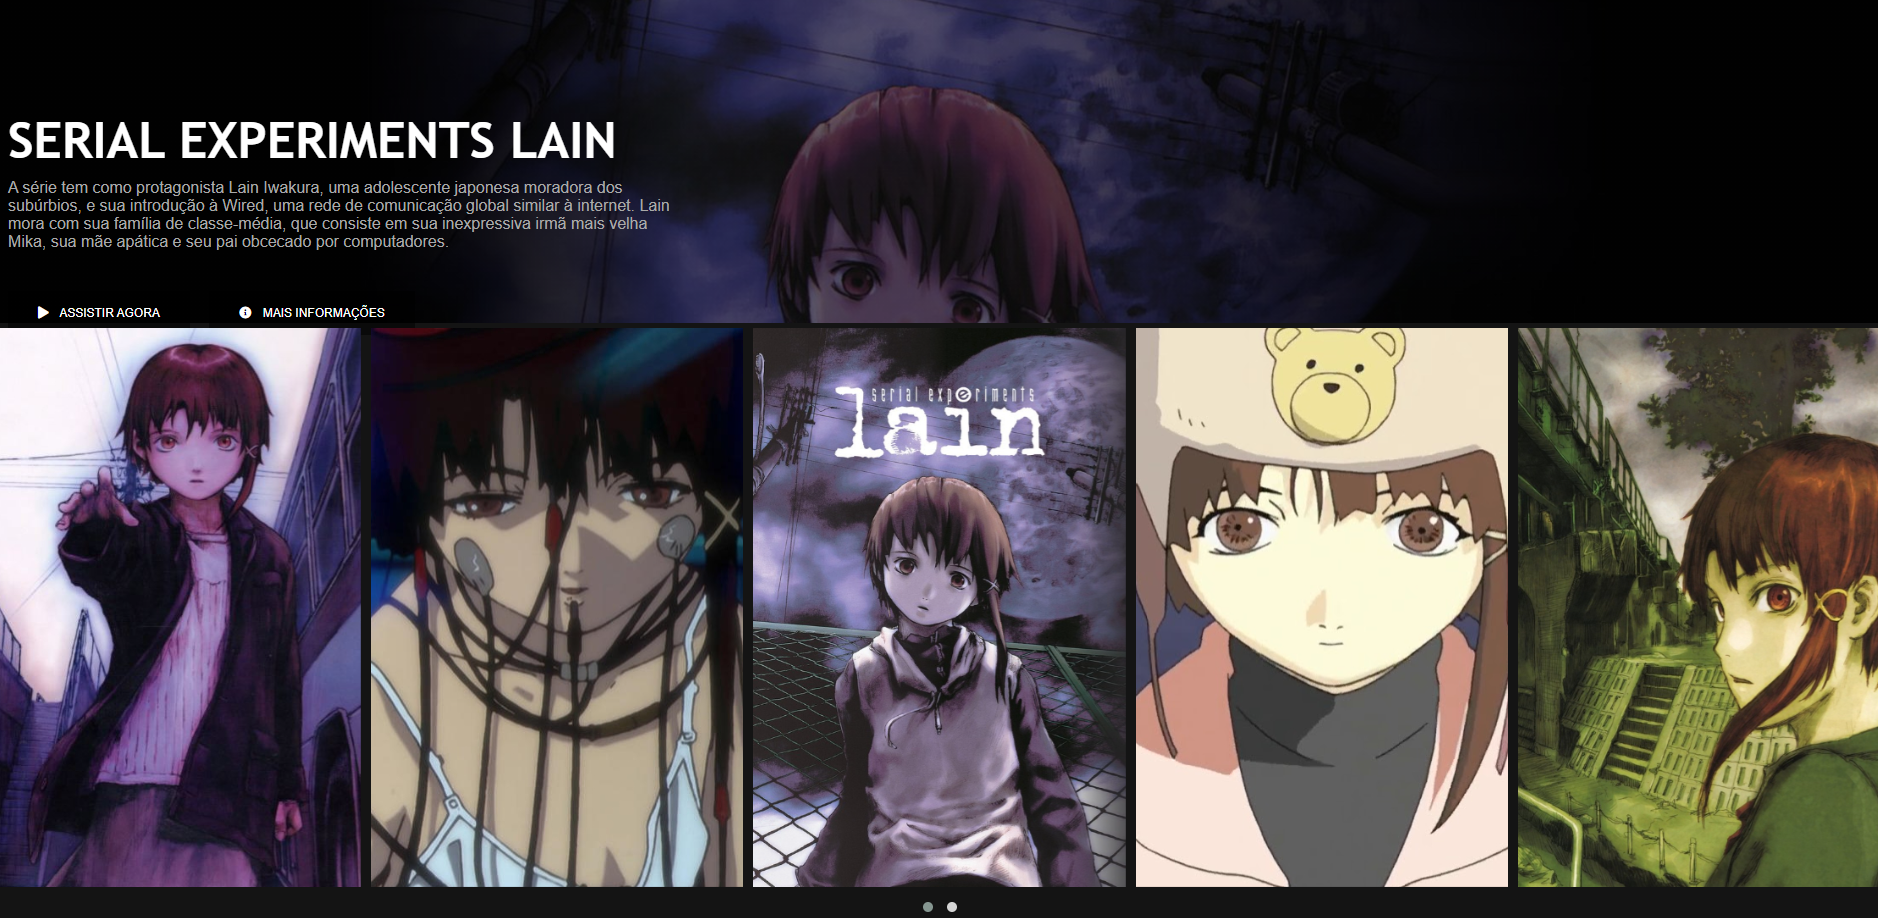 SERIAL EXPERIMENTS LAIN
A série tem como protagonista Lain Iwakura, uma adolescente japonesa moradora dos
subúrbios, e sua introdução à Wired, uma rede de comunicação global similar à internet. Lain
mora com sua família de classe-média, que consiste em sua inexpressiva irmã mais velha
Mika, sua mãe apática e seu pai obcecado por computadores.
ASSISTIR AGORA
MAIS INFORMAÇÕES
serial experiments
lain